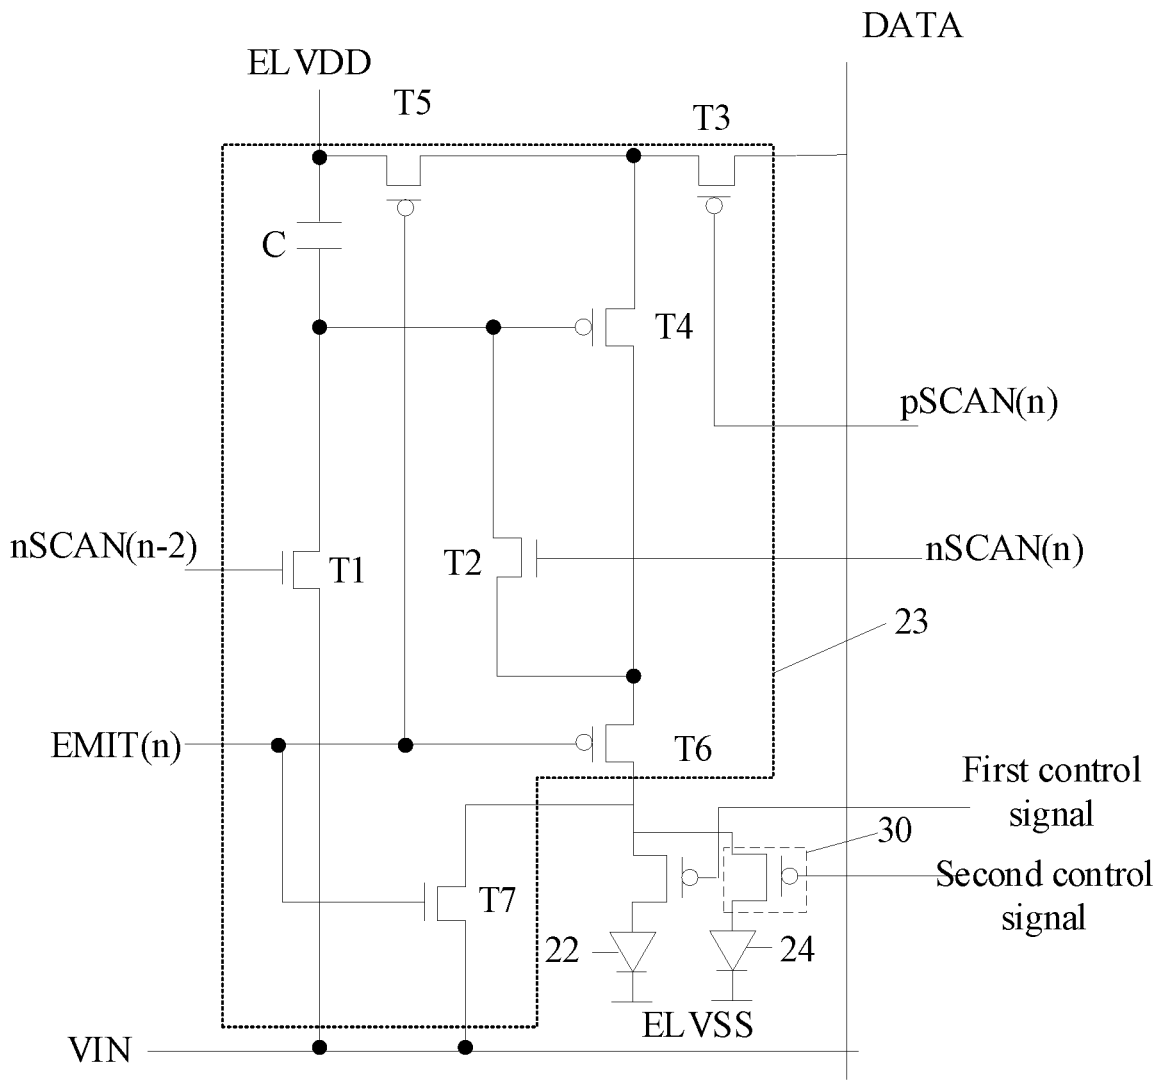 DATA
ELVDD
T5
T3
C
T4
pSCAN(n)
nSCAN(n-2)
T1
T2
nSCAN(n)
23
EMIT(n)
T6
First control
signal
30
Second control
signal
T7
22
24
ELVSS
VIN